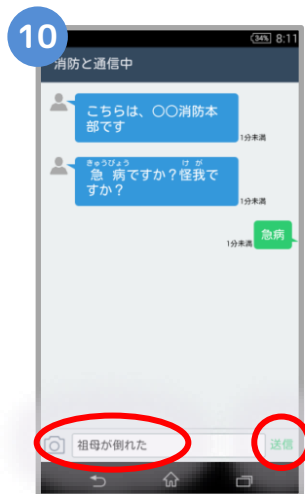 10
34% 8:11
消防と通信中
こちらは、〇〇消防本
部です
1分未満
きゅうびょう けが
急病ですか？怪我で
すか？
1分未満
急病
1分未満
祖母が倒れた
送信